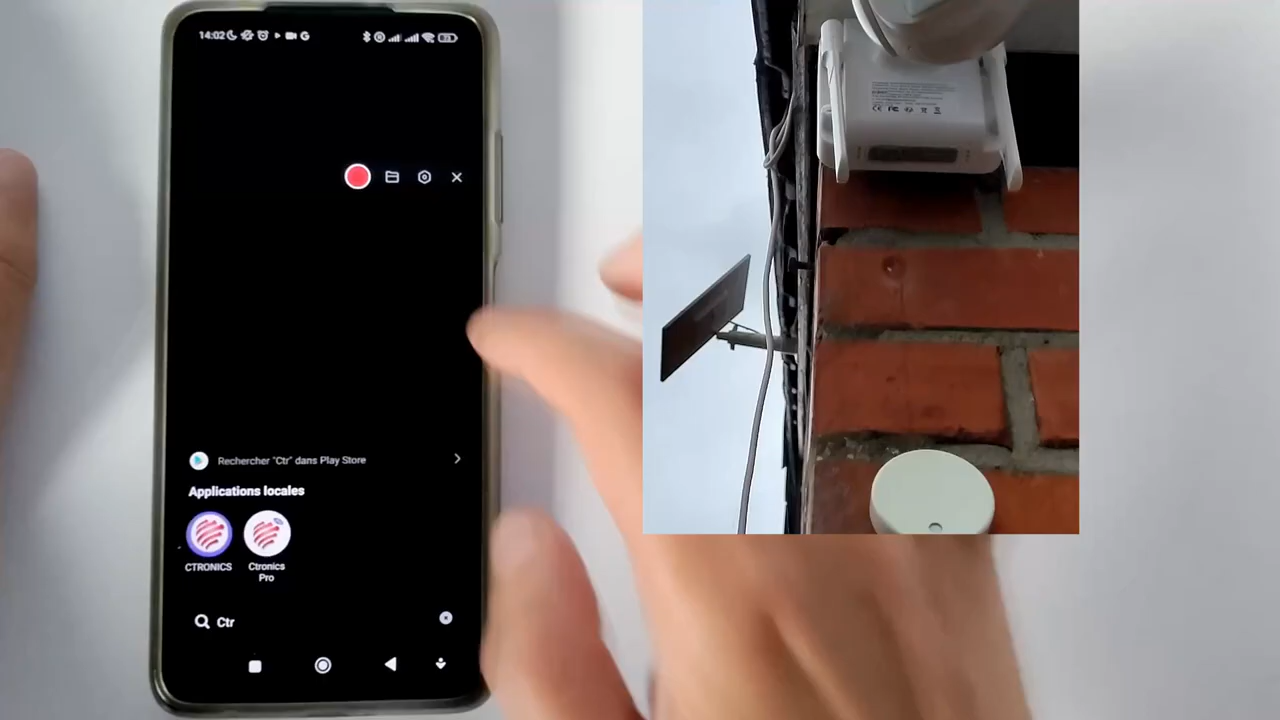 14:02
Rechercher "Ctr" dans Play Store
Applications locales
CTRONICS
Ctronics
Pro
Ctr